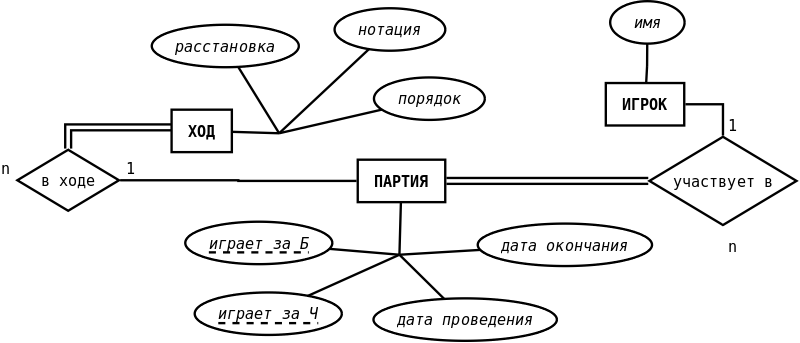 расстановка
нотация
имя
порядок
ХОД
ИГРОК
n
1
1
в ходе
ПАРТИЯ
участвует в
n
играет за Б
дата окончания
играет за Ч
дата проведения